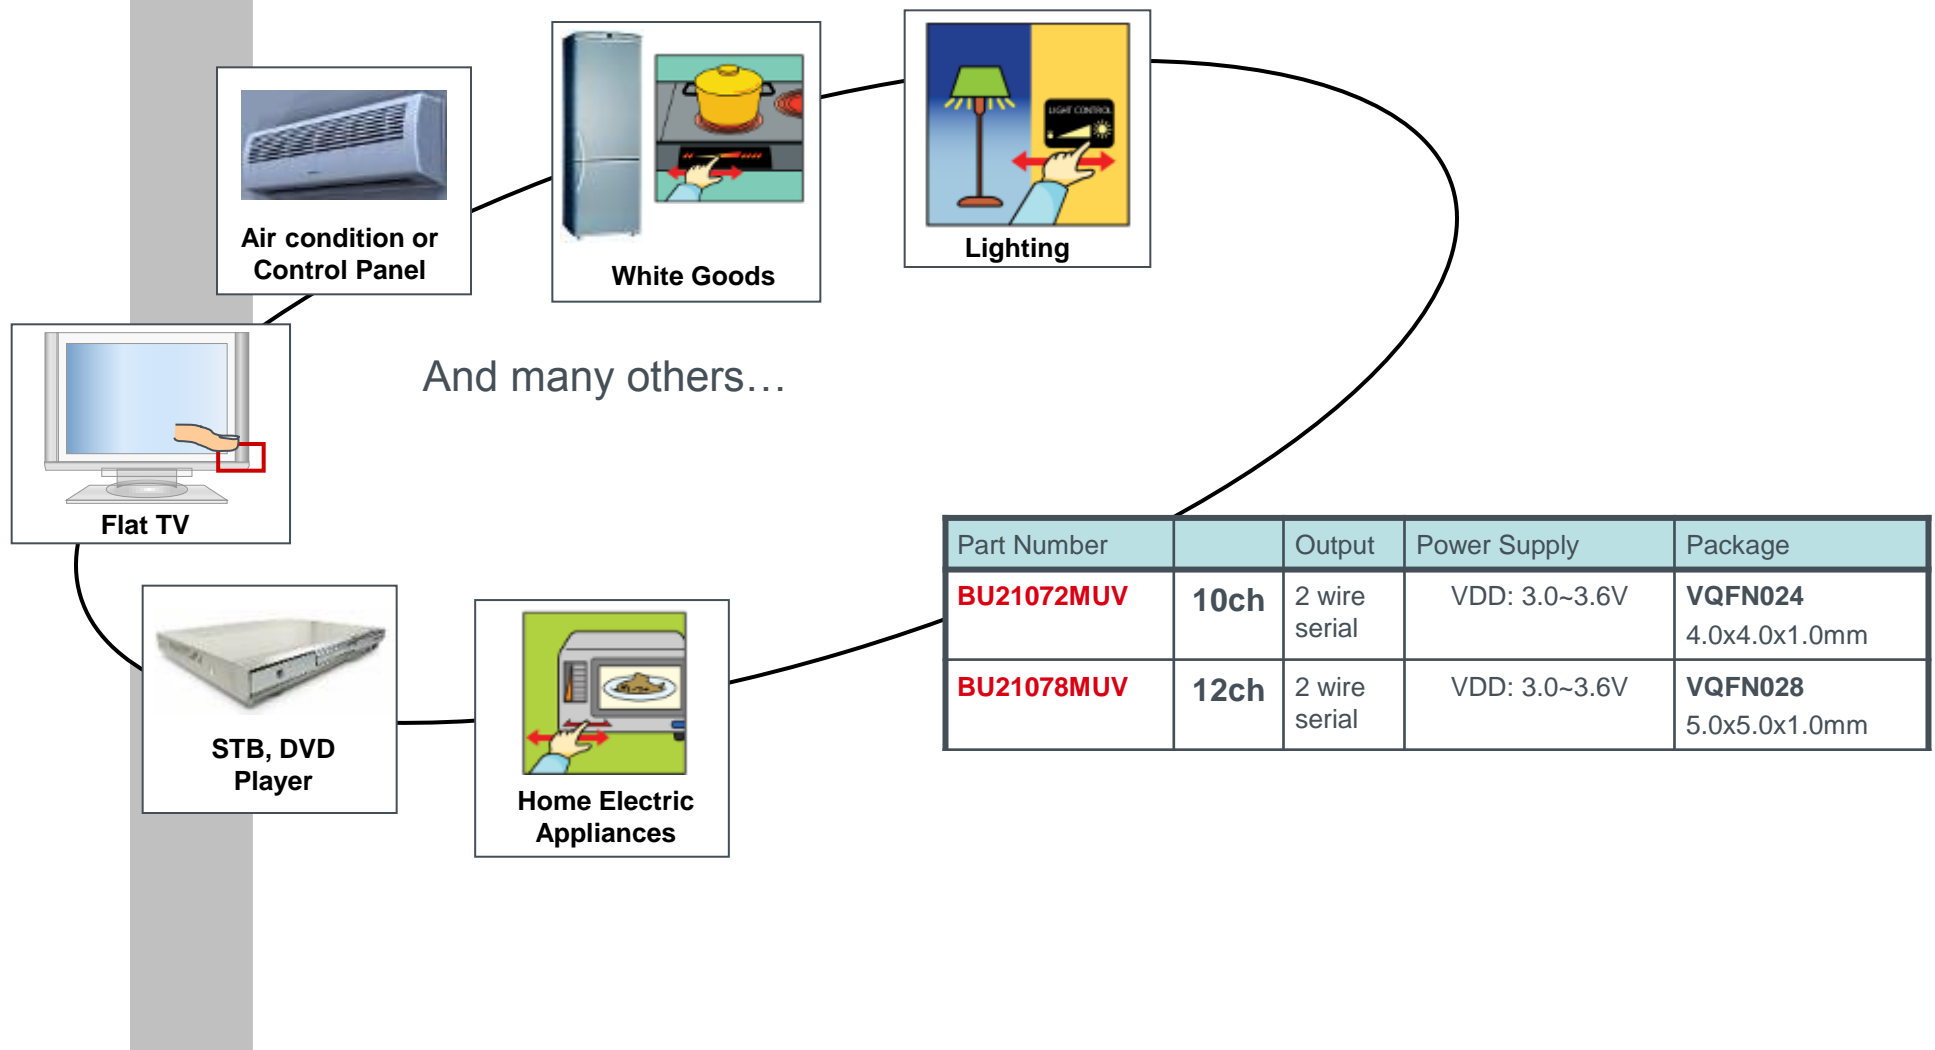 Air condition or
Control Panel
White Goods
LIGHT CONTROL
Lighting
And many others…
Flat TV
STB, DVD
Player
Home Electric
Appliances
Part Number Output Power Supply Package
BU21072MUV 10ch 2 wire serial VDD: 3.0~3.6V VQFN024
4.0x4.0x1.0mm
BU21078MUV 12ch 2 wire serial VDD: 3.0~3.6V VQFN028
5.0x5.0x1.0mm